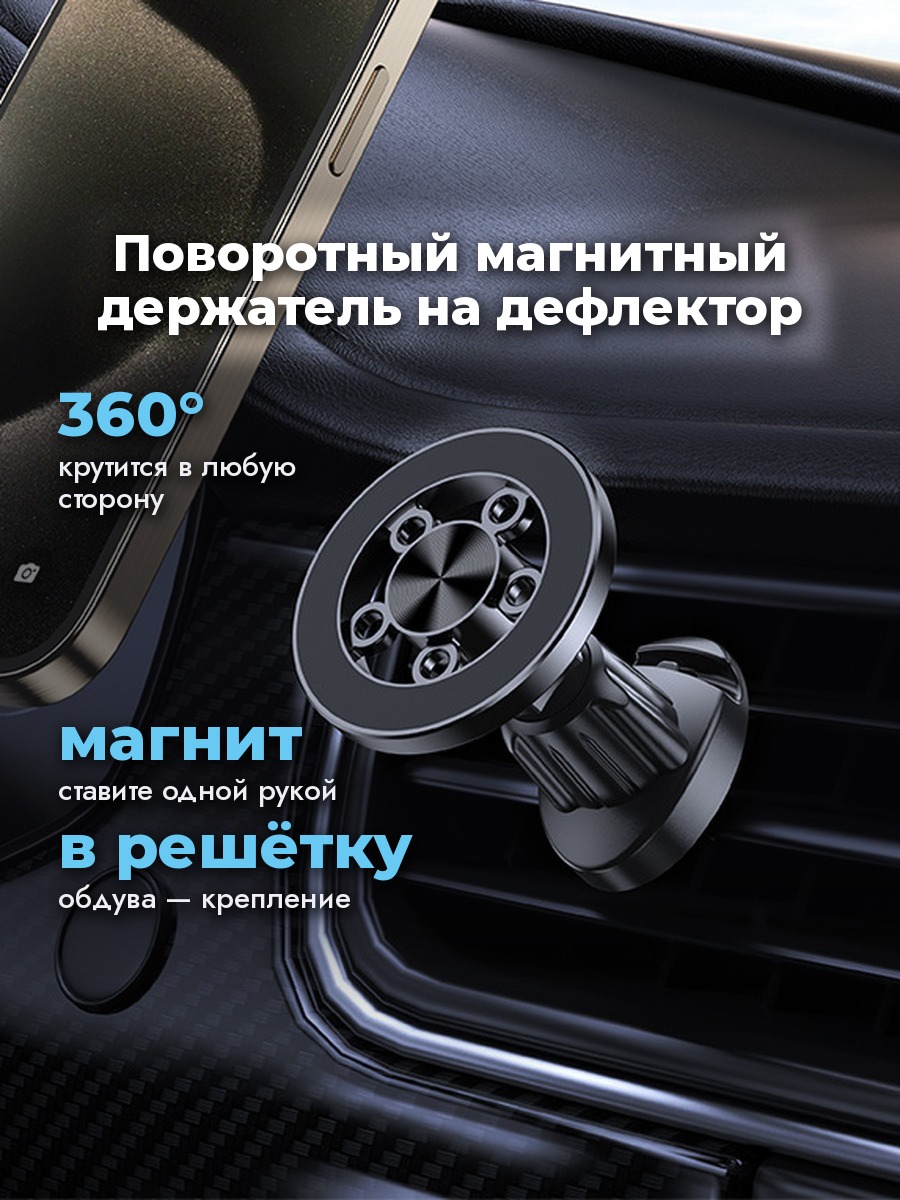 Поворотный магнитный
держатель на дефлектор
360°
крутится в любую
сторону
магнит
ставите одной рукой
в решётку
обдува — крепление